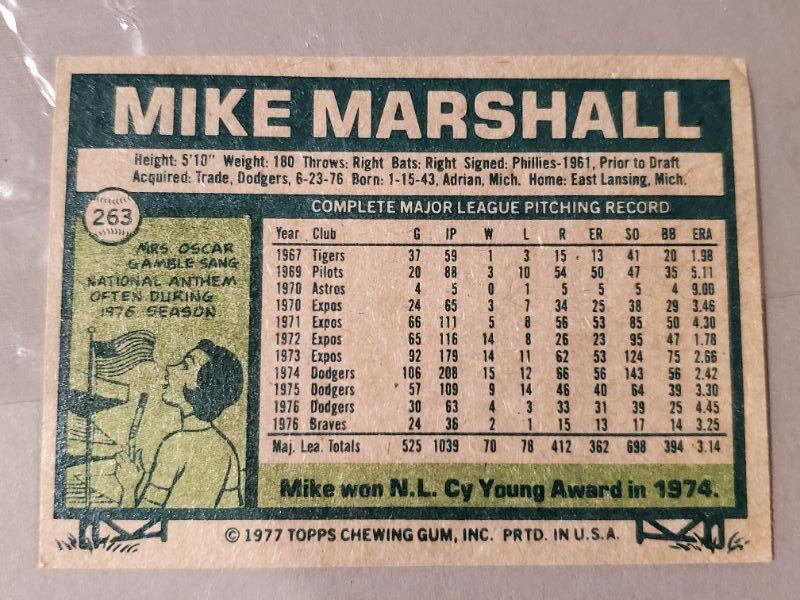 MIKE MARSHALL
Height: 5'10" Weight: 180 Throws: Right Bats: Right Signed: Phillies-1961, Prior to Draft
Acquired: Trade, Dodgers, 6-23-76 Born: 1-15-43, Adrian, Mich. Home: East Lansing, Mich.
263
MRS. OSCAR
GAMBLE SANG
NATIONAL ANTHEM
OFTEN DURING
1976 SEASON
COMPLETE MAJOR LEAGUE PITCHING RECORD
Year Club G IP W L R ER SO BB ERA
1967 Tigers 37 59 1 3 15 13 41 20 1.98
1969 Pilots 20 88 3 10 54 50 47 35 5.11
1970 Astros 4 5 0 1 5 5 5 4 9.00
1970 Expos 24 65 3 7 34 25 38 29 3.46
1971 Expos 66 111 5 8 56 53 85 50 4.30
1972 Expos 65 116 14 8 26 23 95 47 1.78
1973 Expos 92 179 14 11 62 53 124 75 2.66
1974 Dodgers 106 208 15 12 66 56 143 56 2.42
1975 Dodgers 57 109 9 14 46 40 64 39 3.30
1976 Dodgers 30 63 4 3 33 31 39 25 4.45
1976 Braves 24 36 2 1 15 13 17 14 3.25
Maj. Lea. Totals 525 1039 70 78 412 362 698 394 3.14
Mike won N.L. Cy Young Award in 1974.
© 1977 TOPPS CHEWING GUM, INC. PRTD. IN U.S.A.